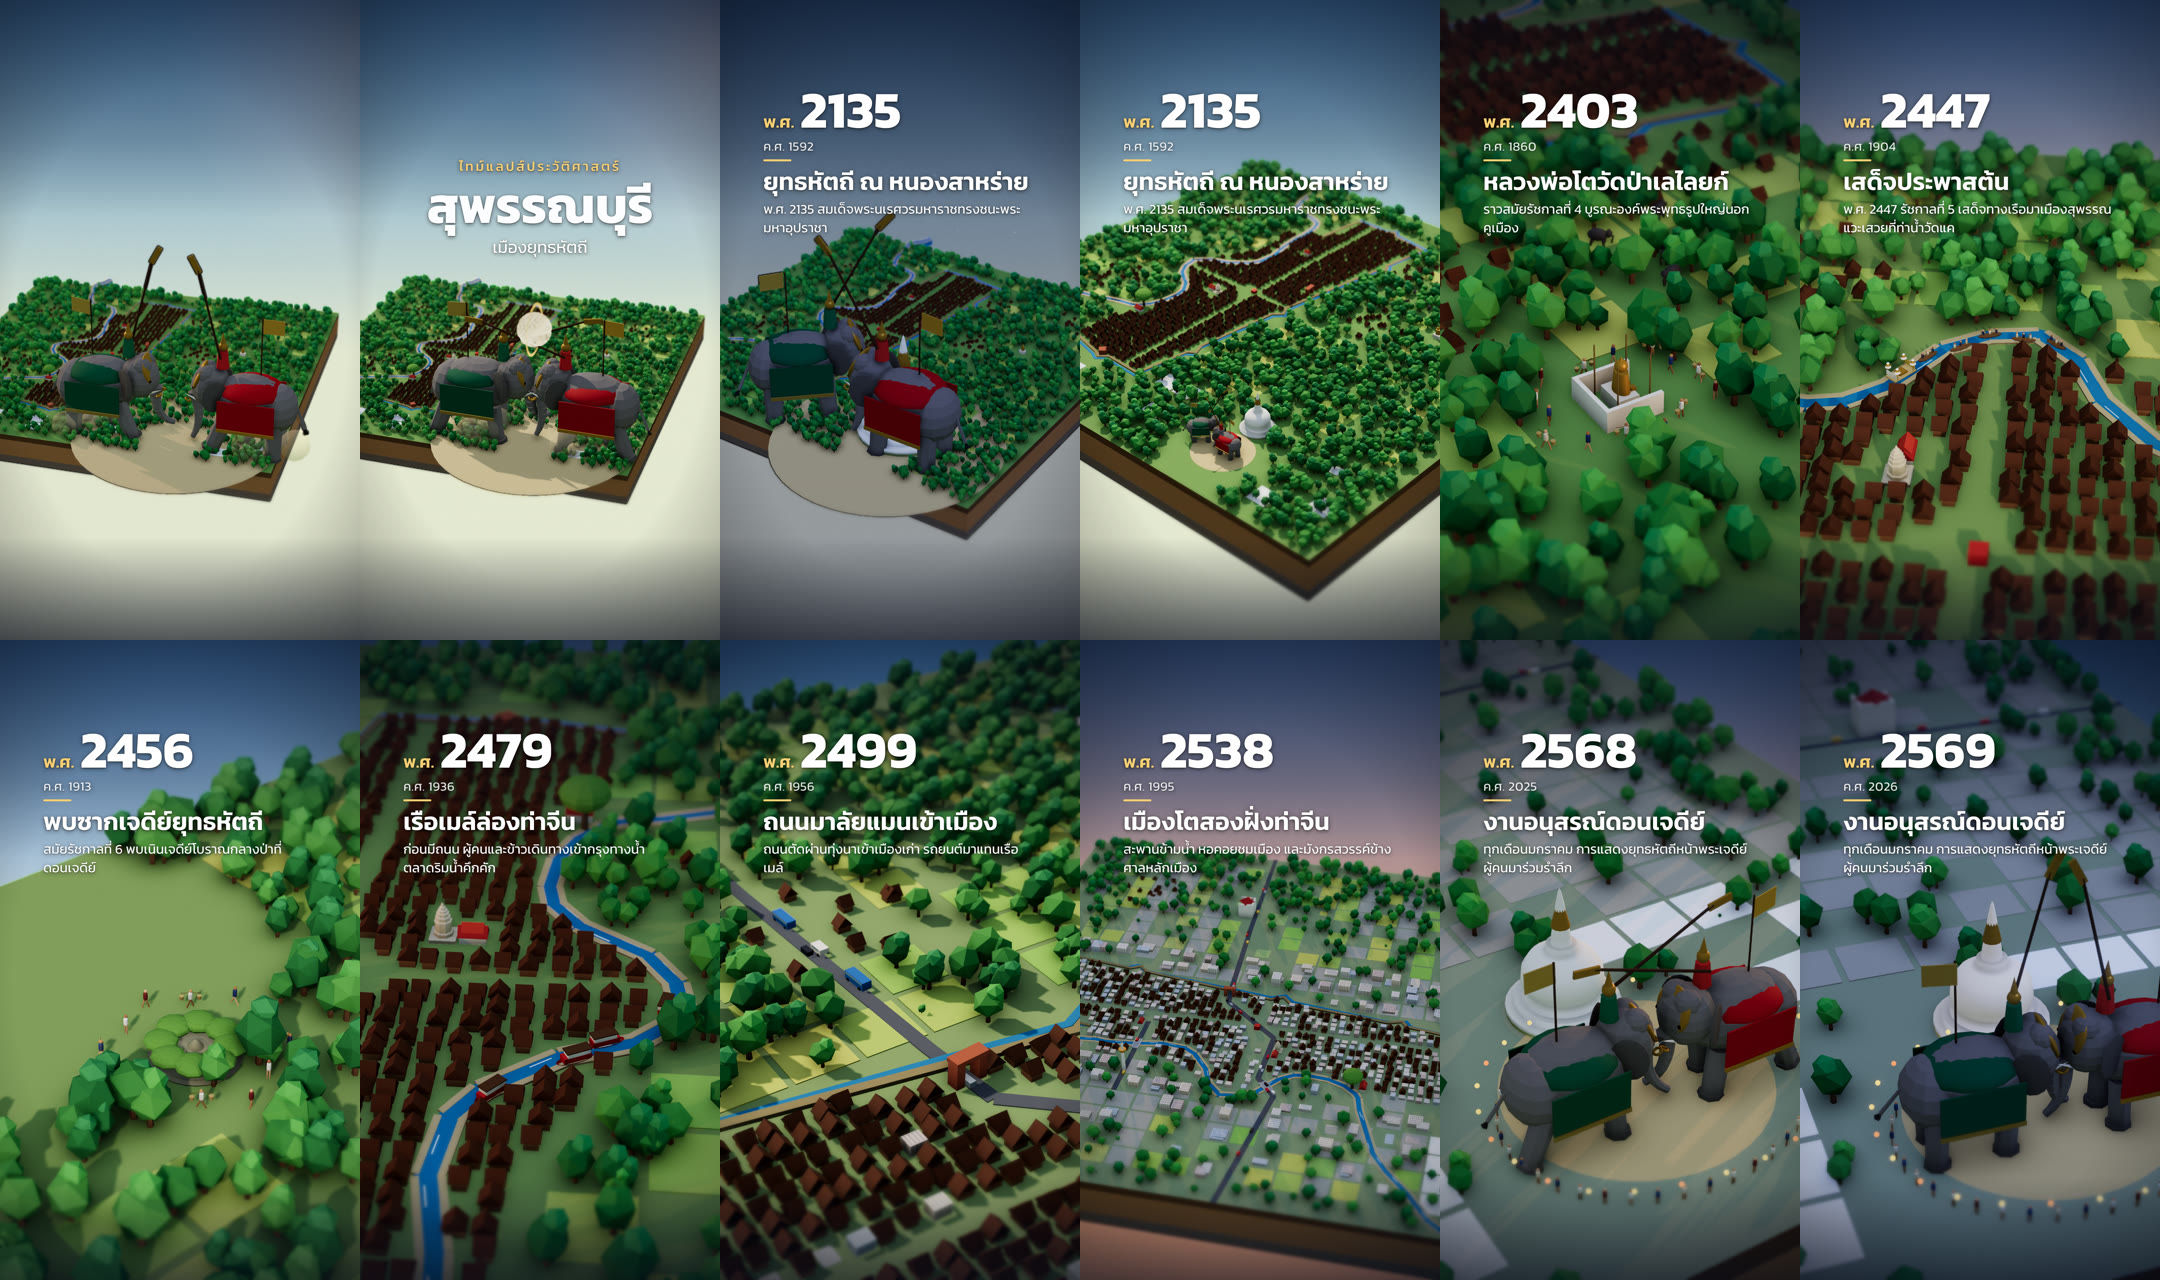 ไทม์แลปส์ประวัติศาสตร์
สุพรรณบุรี
เมืองยุทธหัตถี
พ.ศ. 2135
ค.ศ. 1592
ยุทธหัตถี ณ หนองสาหร่าย
พ.ศ. 2135 สมเด็จพระนเรศวรมหาราชทรงชนะพระ
มหาอุปราชา
พ.ศ. 2135
ค.ศ. 1592
ยุทธหัตถี ณ หนองสาหร่าย
พ.ศ. 2135 สมเด็จพระนเรศวรมหาราชทรงชนะพระ
มหาอุปราชา
พ.ศ. 2403
ค.ศ. 1860
หลวงพ่อโตวัดป่าเลไลยก์
ราวสมัยรัชกาลที่ 4 บูรณะองค์พระพุทธรูปใหญ่นอก
คูเมือง
พ.ศ. 2447
ค.ศ. 1904
เสด็จประพาสต้น
พ.ศ. 2447 รัชกาลที่ 5 เสด็จทางเรือมาเมืองสุพรรณ
แวะเสวยที่ท่าน้ำวัดแค
พ.ศ. 2456
ค.ศ. 1913
พบซากเจดีย์ยุทธหัตถี
สมัยรัชกาลที่ 6 พบเนินเจดีย์โบราณกลางป่าที่
ดอนเจดีย์
พ.ศ. 2479
ค.ศ. 1936
เรือเมล์ล่องท่าจีน
ก่อนมีถนน ผู้คนและข้าวเดินทางเข้ากรุงทางน้ำ
ตลาดริมน้ำคึกคัก
พ.ศ. 2499
ค.ศ. 1956
ถนนมาลัยแมนเข้าเมือง
ถนนตัดผ่านทุ่งนาเข้าเมืองเก่า รถยนต์มาแทนเรือ
เมล์
พ.ศ. 2538
ค.ศ. 1995
เมืองโตสองฝั่งท่าจีน
สะพานข้ามน้ำ หอคอยชมเมือง และมังกรสวรรค์ข้าง
ศาลหลักเมือง
พ.ศ. 2568
ค.ศ. 2025
งานอนุสรณ์ดอนเจดีย์
ทุกเดือนมกราคม การแสดงยุทธหัตถีหน้าพระเจดีย์
ผู้คนมาร่วมรำลึก
พ.ศ. 2569
ค.ศ. 2026
งานอนุสรณ์ดอนเจดีย์
ทุกเดือนมกราคม การแสดงยุทธหัตถีหน้าพระเจดีย์
ผู้คนมาร่วมรำลึก